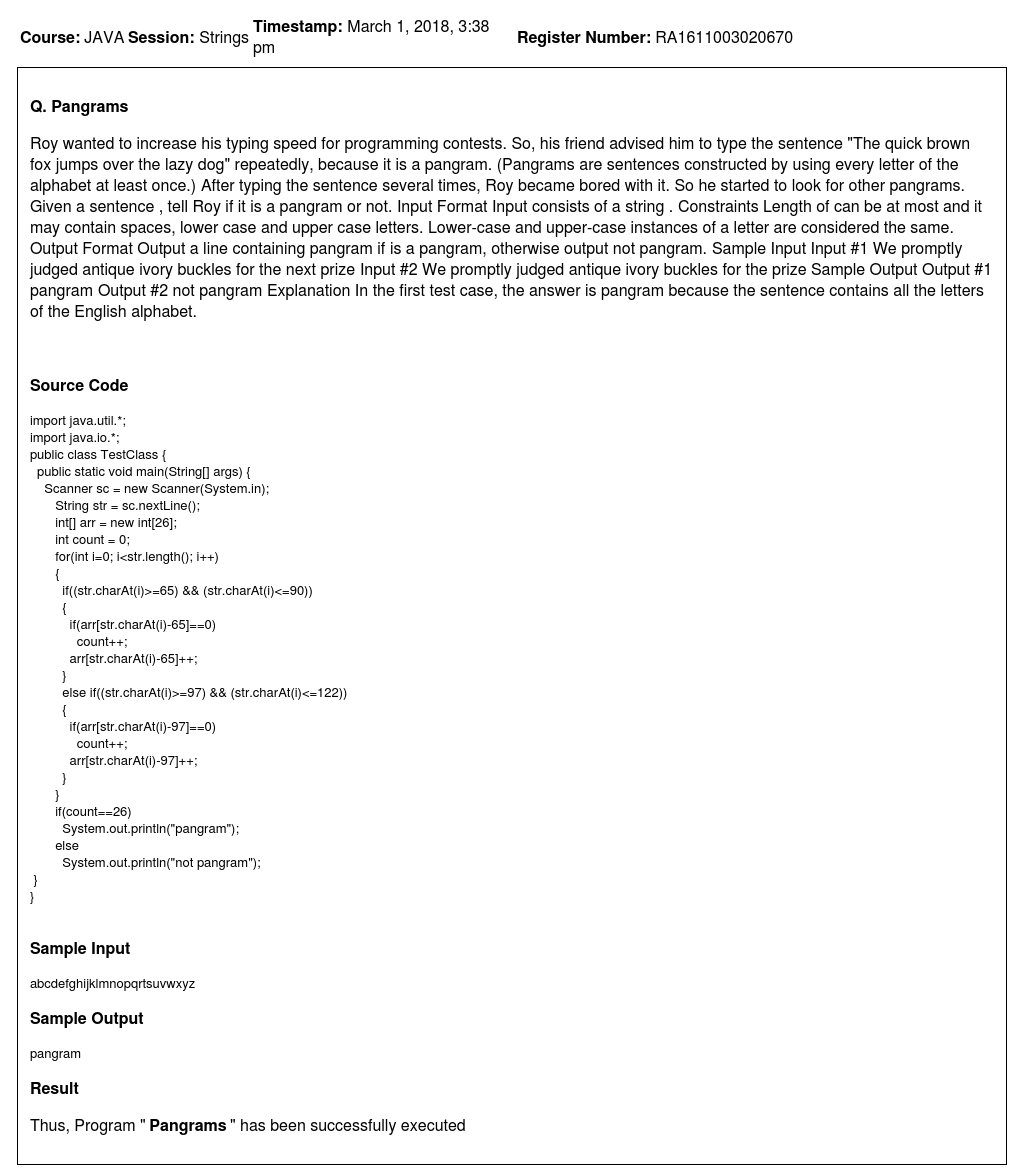 Course: JAVA Session: Strings Timestamp: March 1, 2018, 3:38 pm Register Number: RA1611003020670
Q. Pangrams
Roy wanted to increase his typing speed for programming contests. So, his friend advised him to type the sentence "The quick brown
fox jumps over the lazy dog" repeatedly, because it is a pangram. (Pangrams are sentences constructed by using every letter of the
alphabet at least once.) After typing the sentence several times, Roy became bored with it. So he started to look for other pangrams.
Given a sentence , tell Roy if it is a pangram or not. Input Format Input consists of a string . Constraints Length of can be at most and it
may contain spaces, lower case and upper case letters. Lower-case and upper-case instances of a letter are considered the same.
Output Format Output a line containing pangram if is a pangram, otherwise output not pangram. Sample Input Input #1 We promptly
judged antique ivory buckles for the next prize Input #2 We promptly judged antique ivory buckles for the prize Sample Output Output #1
pangram Output #2 not pangram Explanation In the first test case, the answer is pangram because the sentence contains all the letters
of the English alphabet.
Source Code
import java.util.*;
import java.io.*;
public class TestClass {
public static void main(String[] args) {
Scanner sc = new Scanner(System.in);
String str = sc.nextLine();
int[] arr = new int[26];
int count = 0;
for(int i=0; i<str.length(); i++)
{
if((str.charAt(i)>=65) && (str.charAt(i)<=90))
{
if(arr[str.charAt(i)-65]==0)
count++;
arr[str.charAt(i)-65]++;
}
else if((str.charAt(i)>=97) && (str.charAt(i)<=122))
{
if(arr[str.charAt(i)-97]==0)
count++;
arr[str.charAt(i)-97]++;
}
}
if(count==26)
System.out.println("pangram");
else
System.out.println("not pangram");
}
}
Sample Input
abcdefghijklmnopqrtsuvwxyz
Sample Output
pangram
Result
Thus, Program " Pangrams " has been successfully executed